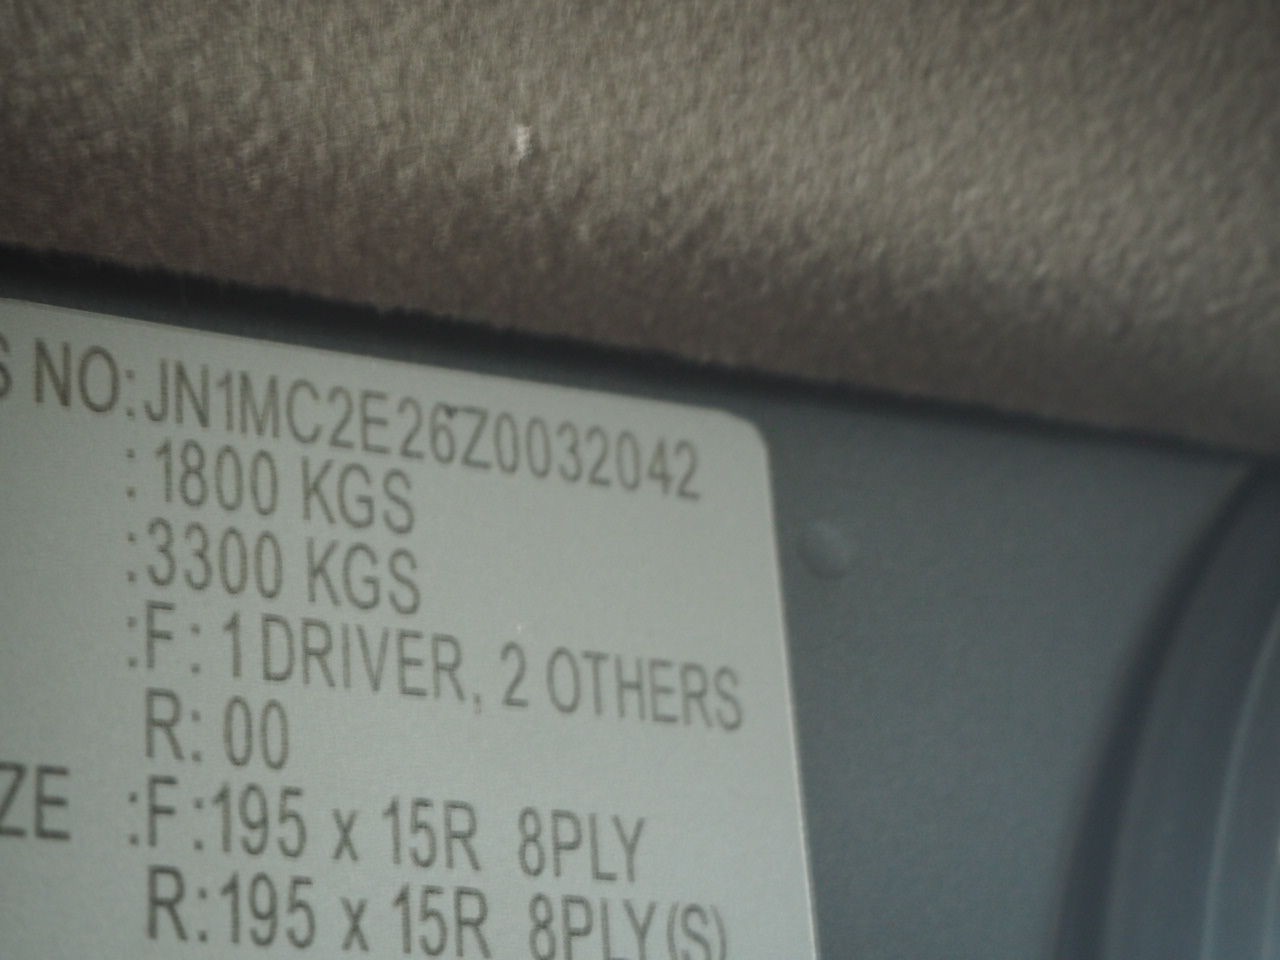 S NO:JN1MC2E26Z0032042
:1800 KGS
:3300 KGS
:F: 1 DRIVER, 2 OTHERS
R: 00
ZE :F:195 x 15R 8PLY
R:195 x 15R 8PLY(S)